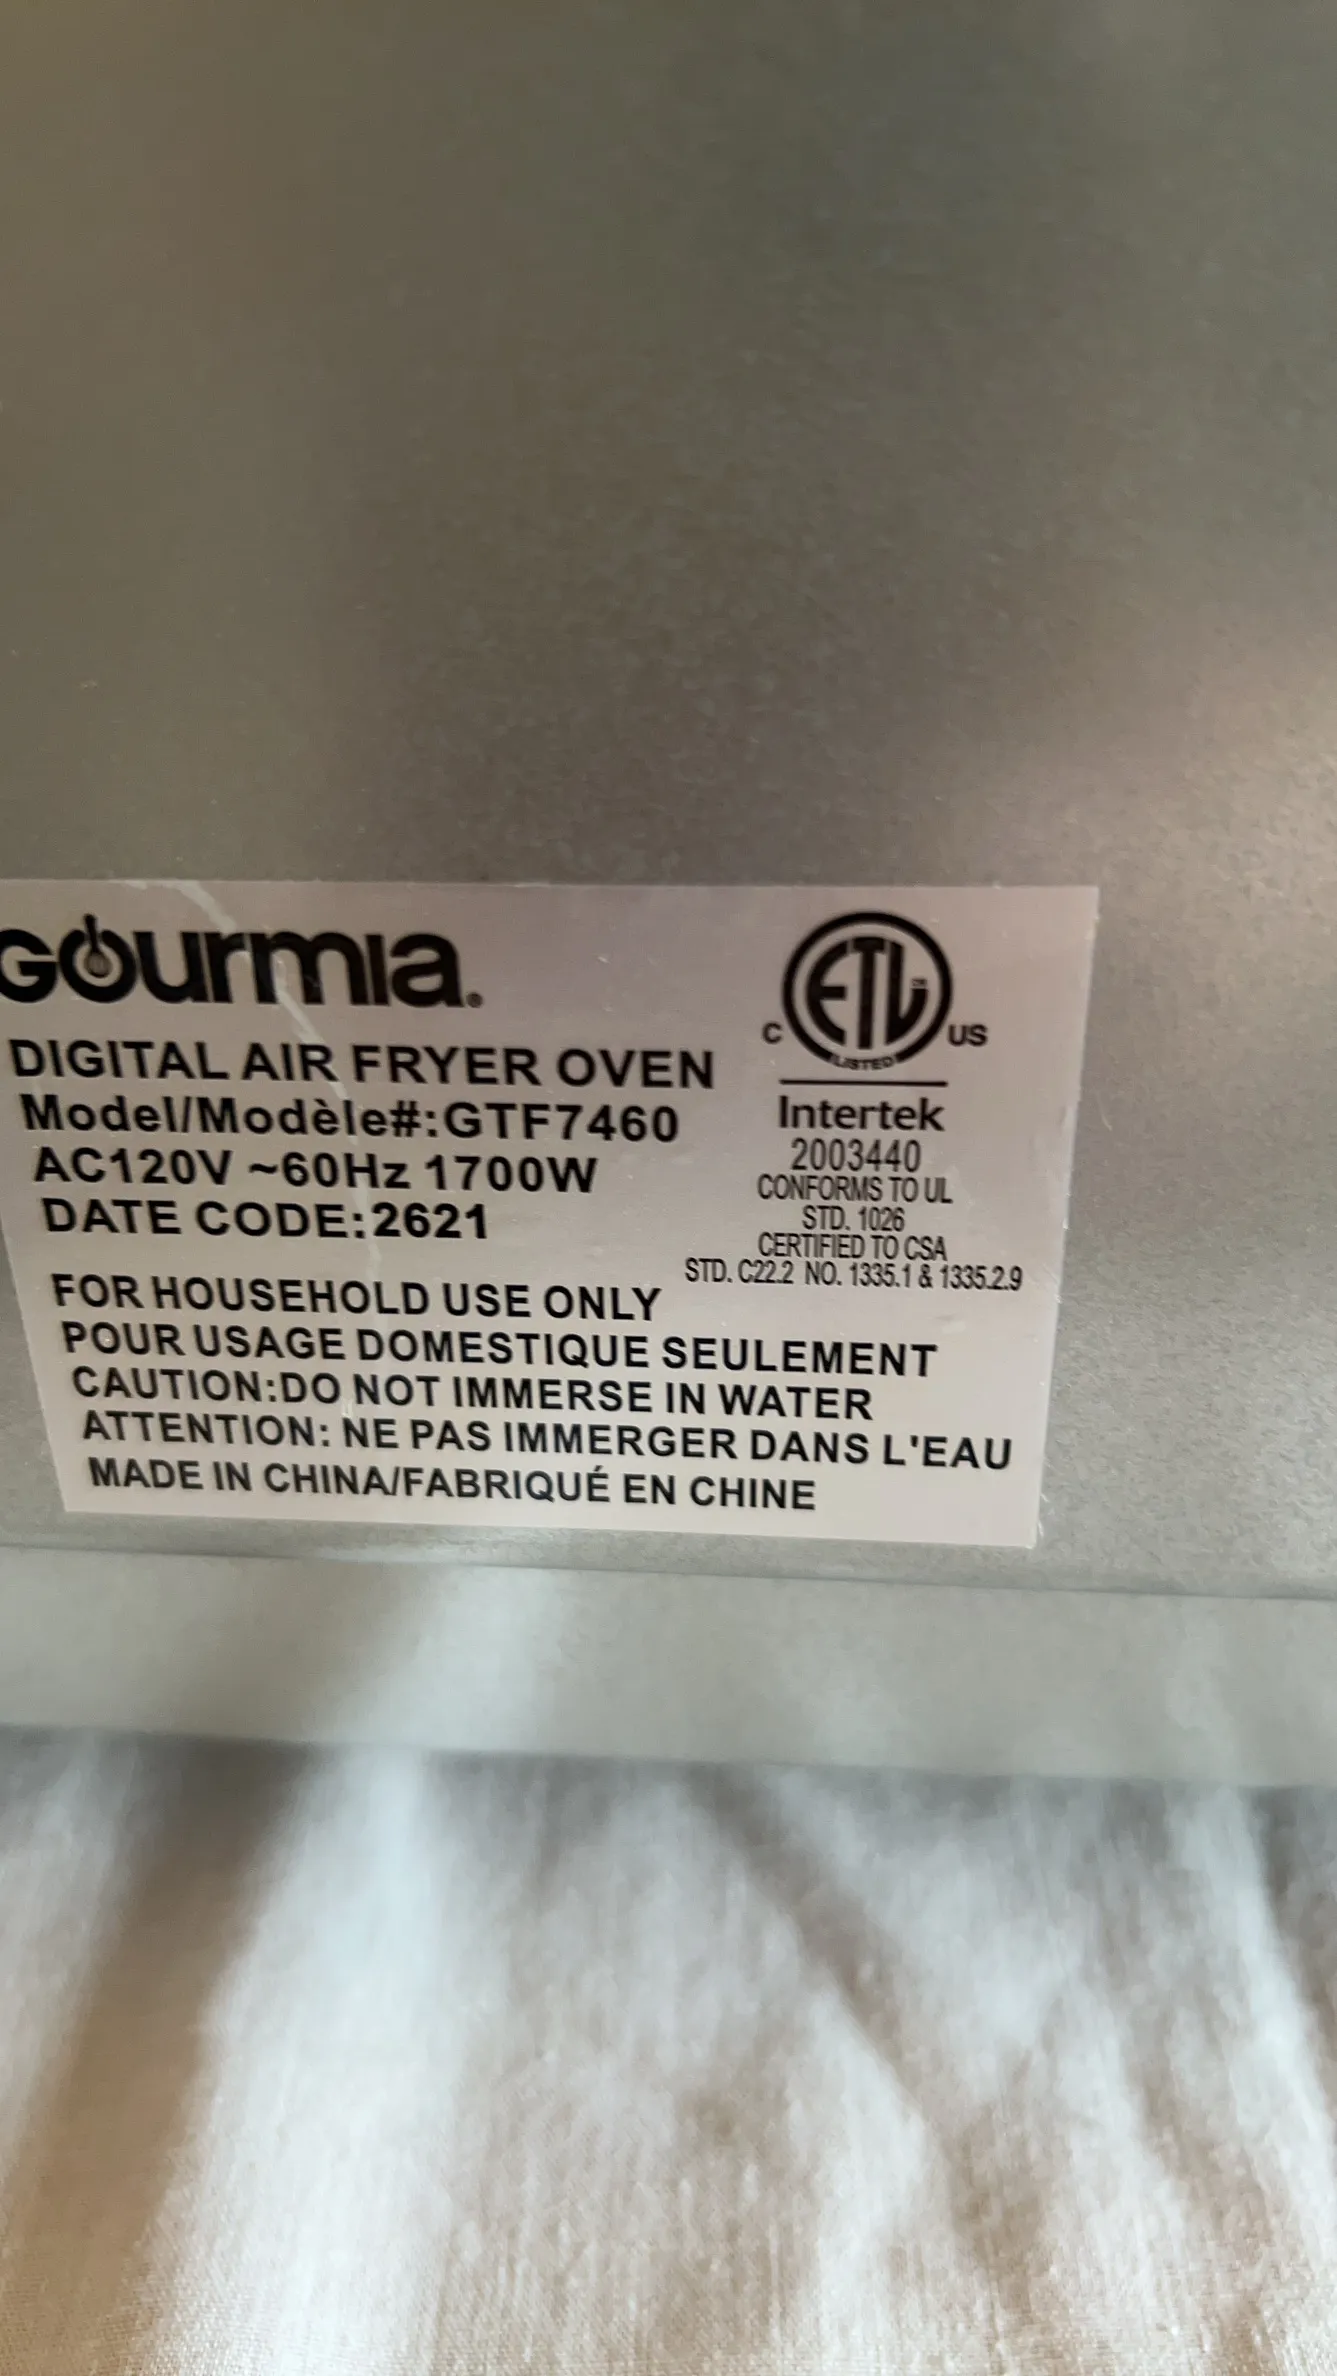 Gourmia®
DIGITAL AIR FRYER OVEN
Model/Modèle#:GTF7460
AC120V ~60Hz 1700W
DATE CODE:2621
ETL
C US
LISTED
Intertek
2003440
CONFORMS TO UL
STD. 1026
CERTIFIED TO CSA
STD. C22.2 NO. 1335.1 & 1335.2.9
FOR HOUSEHOLD USE ONLY
POUR USAGE DOMESTIQUE SEULEMENT
CAUTION:DO NOT IMMERSE IN WATER
ATTENTION: NE PAS IMMERGER DANS L'EAU
MADE IN CHINA/FABRIQUÉ EN CHINE